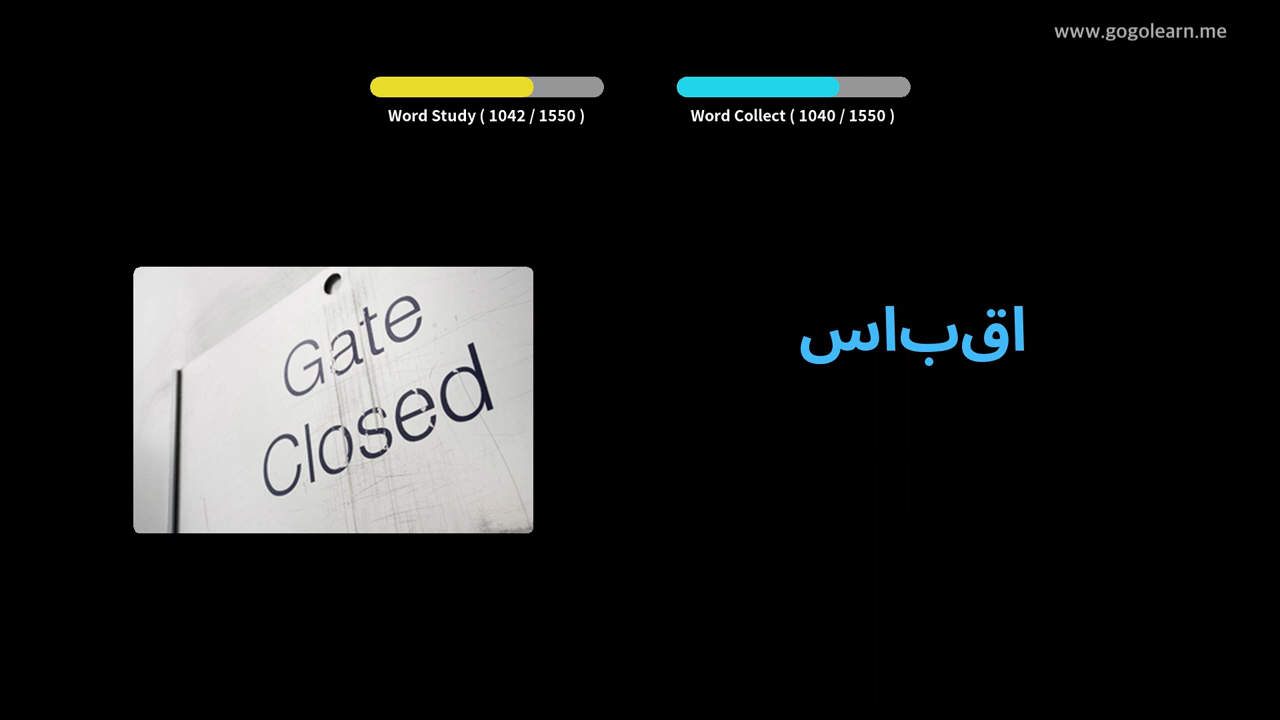 www.gogolearn.me
Word Study ( 1042 / 1550 )
Word Collect ( 1040 / 1550 )
Gate
Closed
اقباس